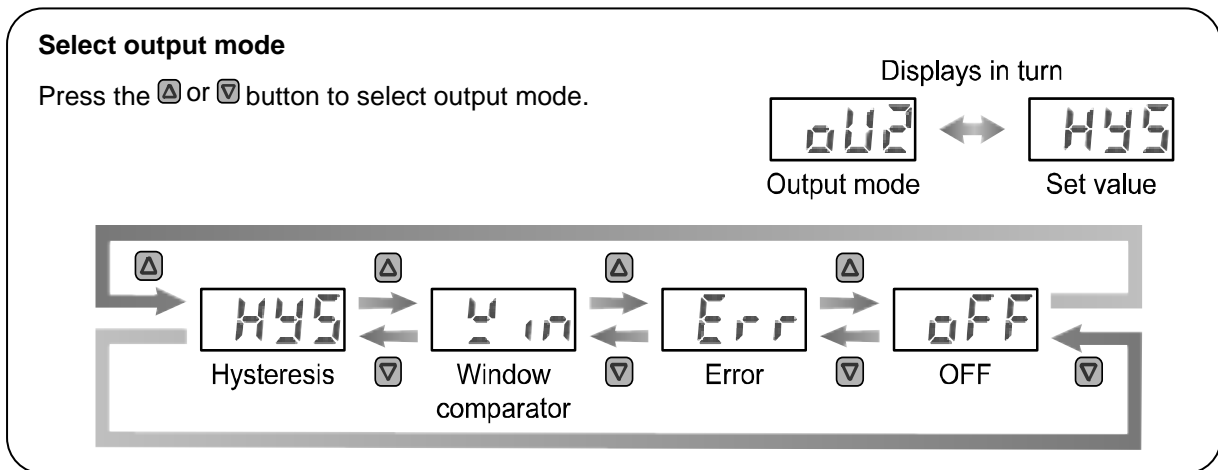 Select output mode
Press the △ or ▽ button to select output mode.
Displays in turn
oU2 HYS
Output mode Set value
HYS Yin Err oFF
Hysteresis Window comparator Error OFF